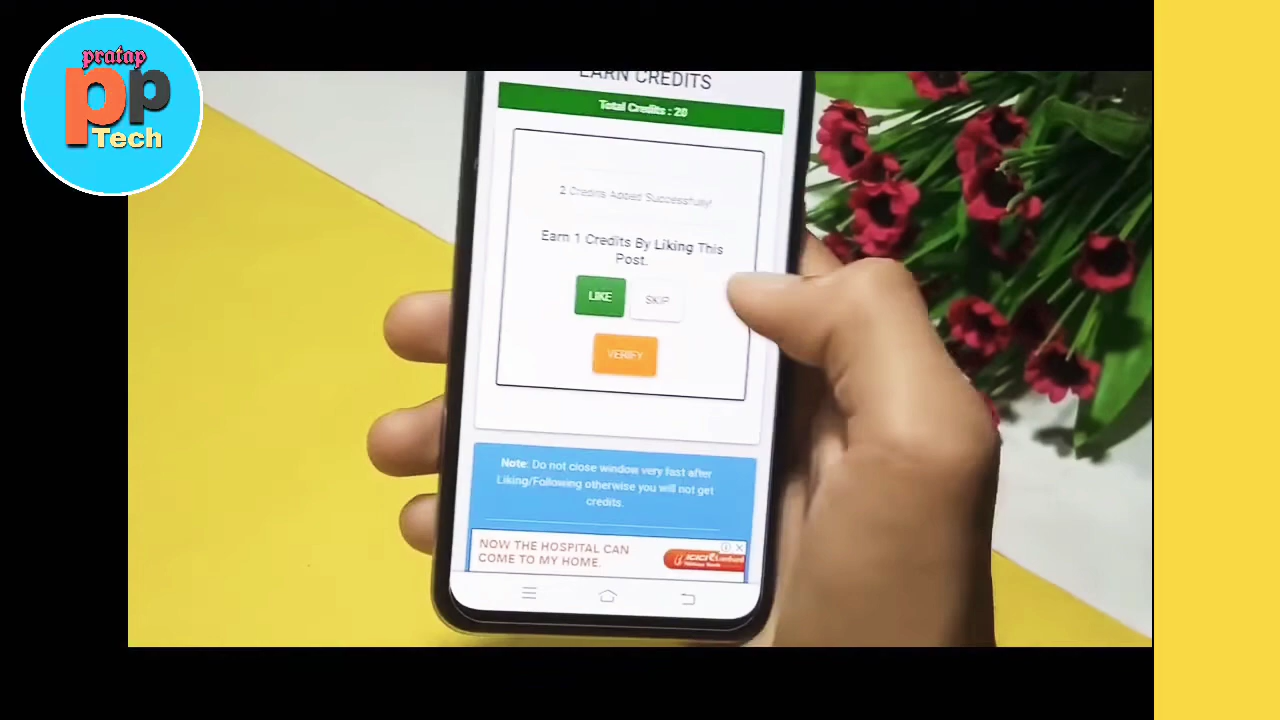 pratap
pp
Tech
EARN CREDITS
Total Credits : 20
2 Credits Added Successfully!
Earn 1 Credits By Liking This
Post.
LIKE
SKIP
VERIFY
Note: Do not close window very fast after
Liking/Following otherwise you will not get
credits.
NOW THE HOSPITAL CAN
COME TO MY HOME.